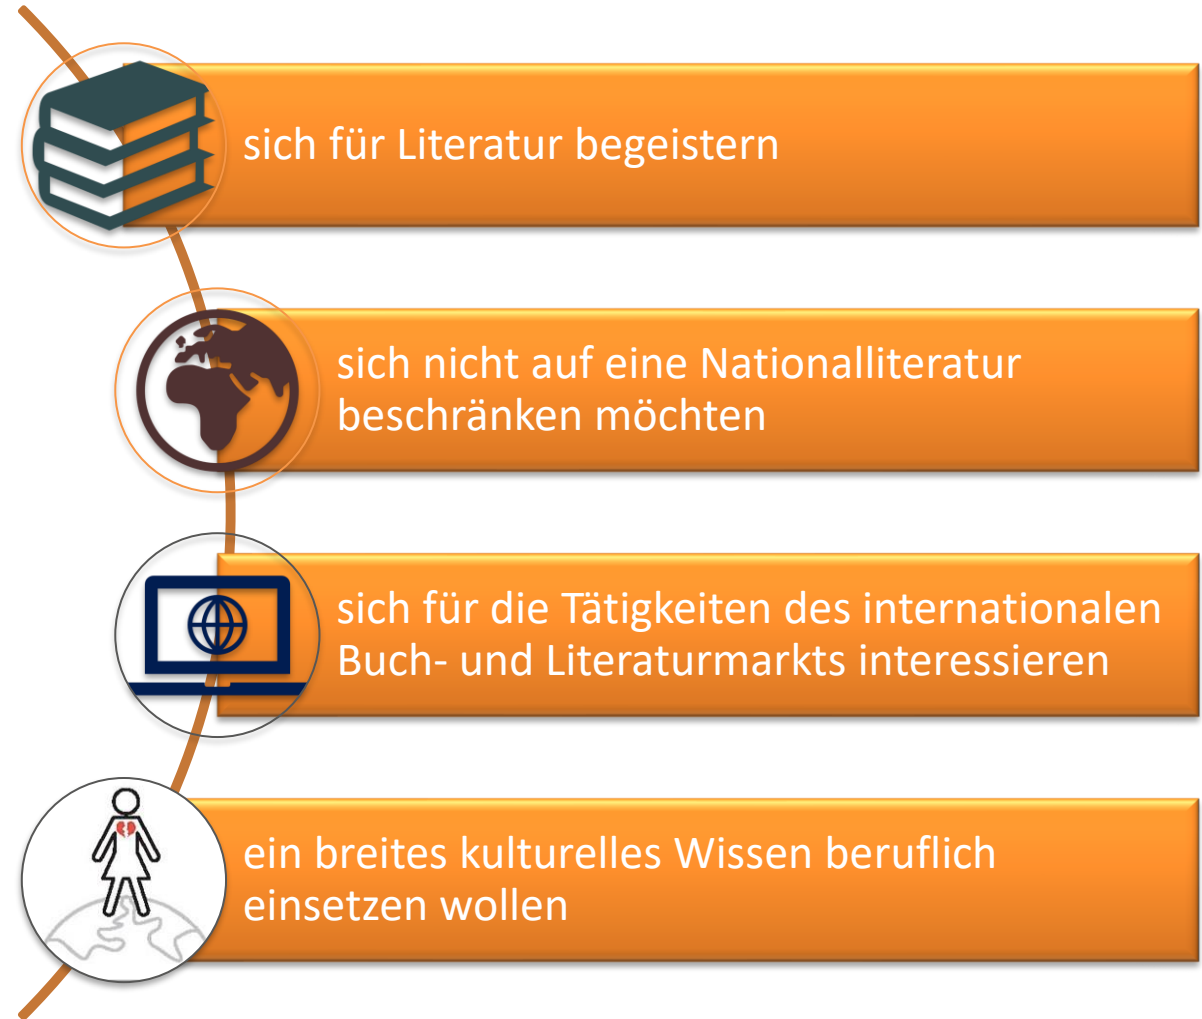 sich für Literatur begeistern
sich nicht auf eine Nationalliteratur
beschränken möchten
sich für die Tätigkeiten des internationalen
Buch- und Literaturmarkts interessieren
ein breites kulturelles Wissen beruflich
einsetzen wollen